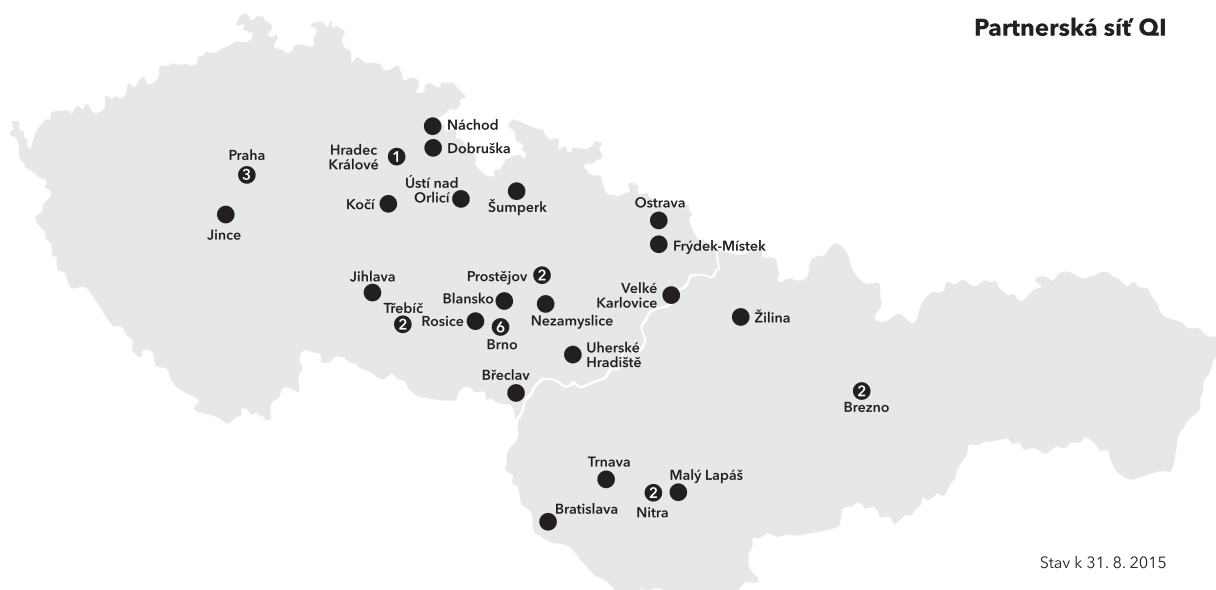 Partnerská síť QI
Náchod
Dobruška
Hradec
Králové
1
Praha
3
Ústí nad
Orlicí
Kočí
Šumperk
Jince
Ostrava
Frýdek-Místek
Jihlava
Prostějov
2
Velké
Karlovice
Blansko
Třebíč
2
Rosice
6
Brno
Nezamyslice
Žilina
Uherské
Hradiště
Břeclav
2
Brezno
Trnava
Malý Lapáš
2
Nitra
Bratislava
Stav k 31. 8. 2015